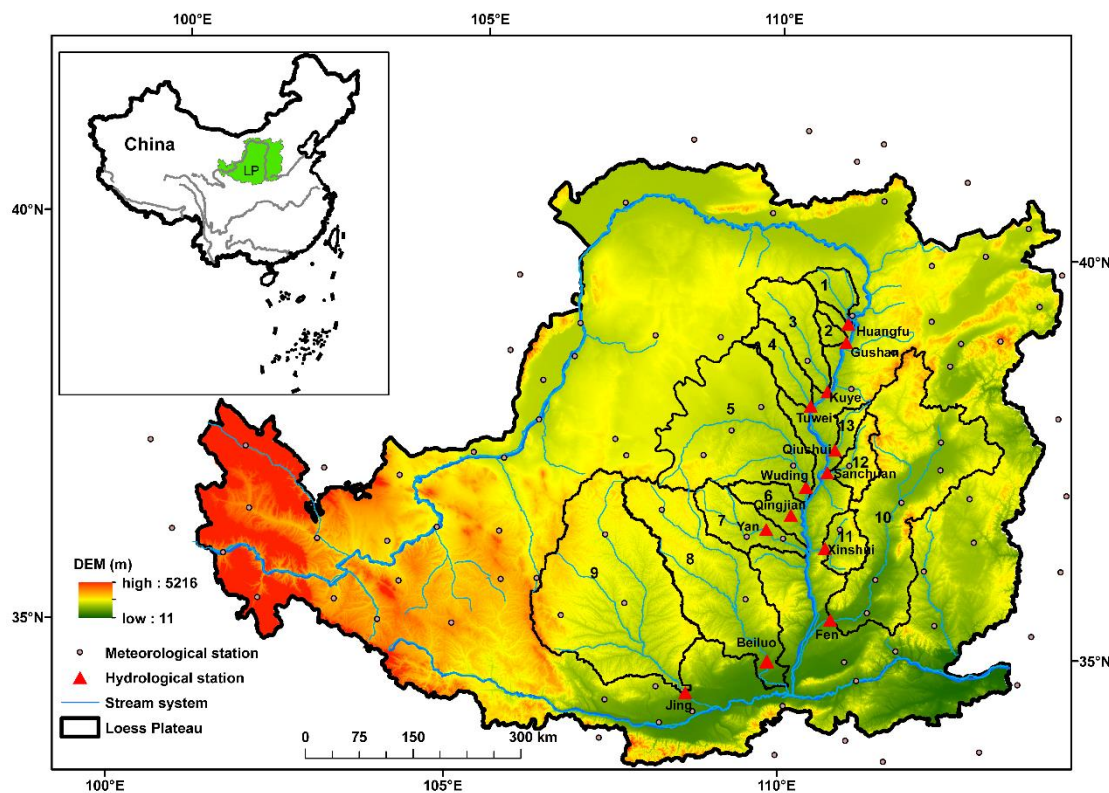 100°E
105°E
110°E
China
LP
40°N
40°N
1
2
3
4
Huangfu
Gushan
Kuye
Tuwei
5
13
Qiushui
12
Sanchuan
Wuding
6
Qingjian
10
7
Yan
11
Xinshui
8
9
DEM (m)
high : 5216
low : 11
35°N
Fen
Beiluo
35°N
Meteorological station
Hydrological station
Jing
Stream system
Loess Plateau
0 75 150 300 km
100°E
105°E
110°E